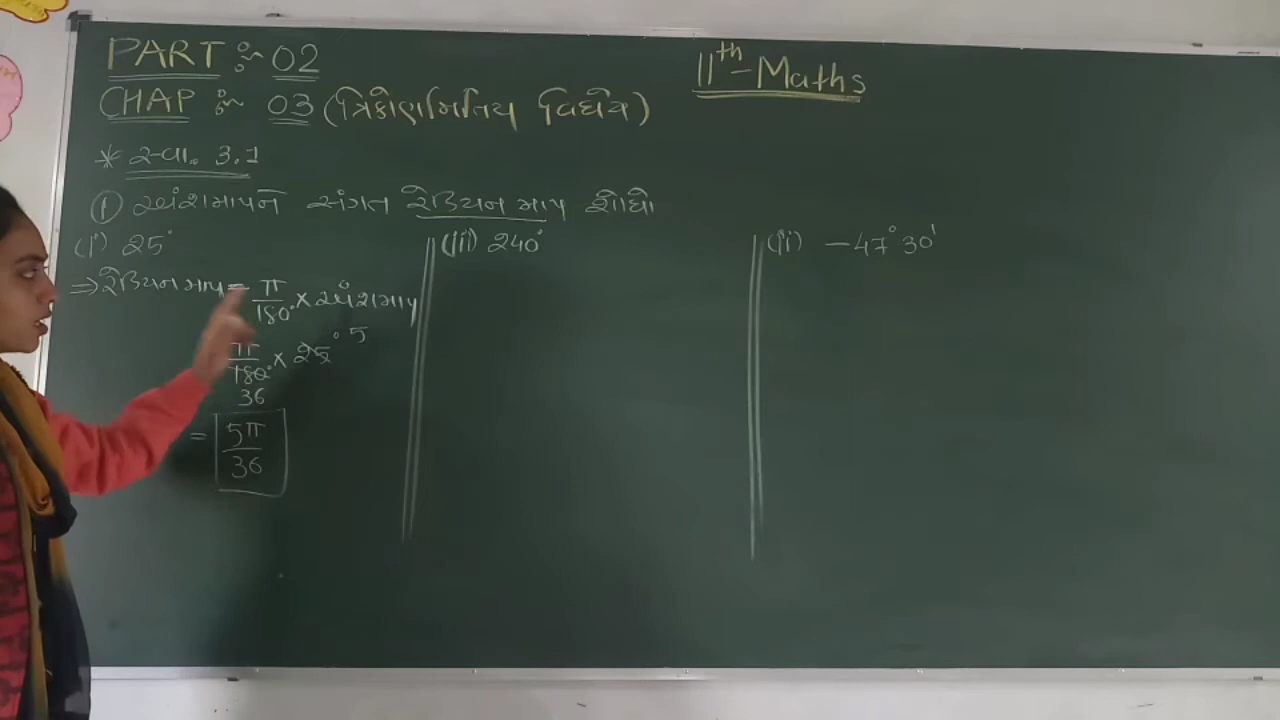 PART :~ 02
11th - Maths
CHAP :~ 03 (ત્રિકોણમિતિય વિધેય)
* સ્વા. 3.1
① અંશમાપને સંગત રેડિયન માપ શોધો
(i) 25°
⇒ રેડિયન માપ = π/180° × અંશમાપ
π/180° × 25° 5
36
= 5π/36
(iii) 240°
(ii) -47° 30'